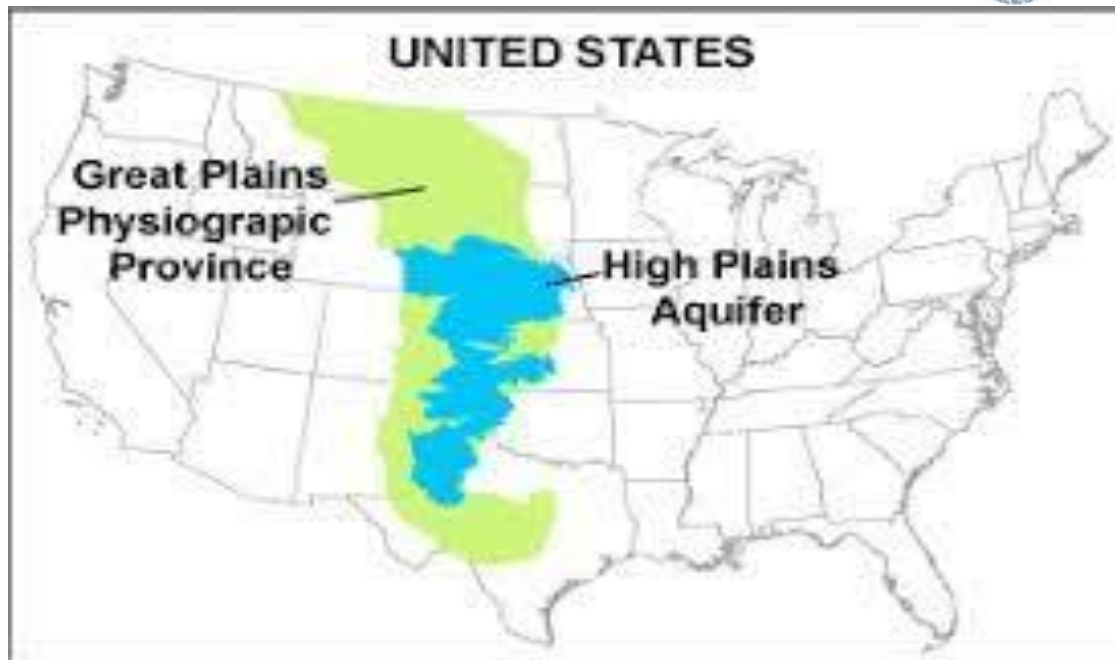 UNITED STATES
Great Plains
Physiograpic
Province
High Plains
Aquifer